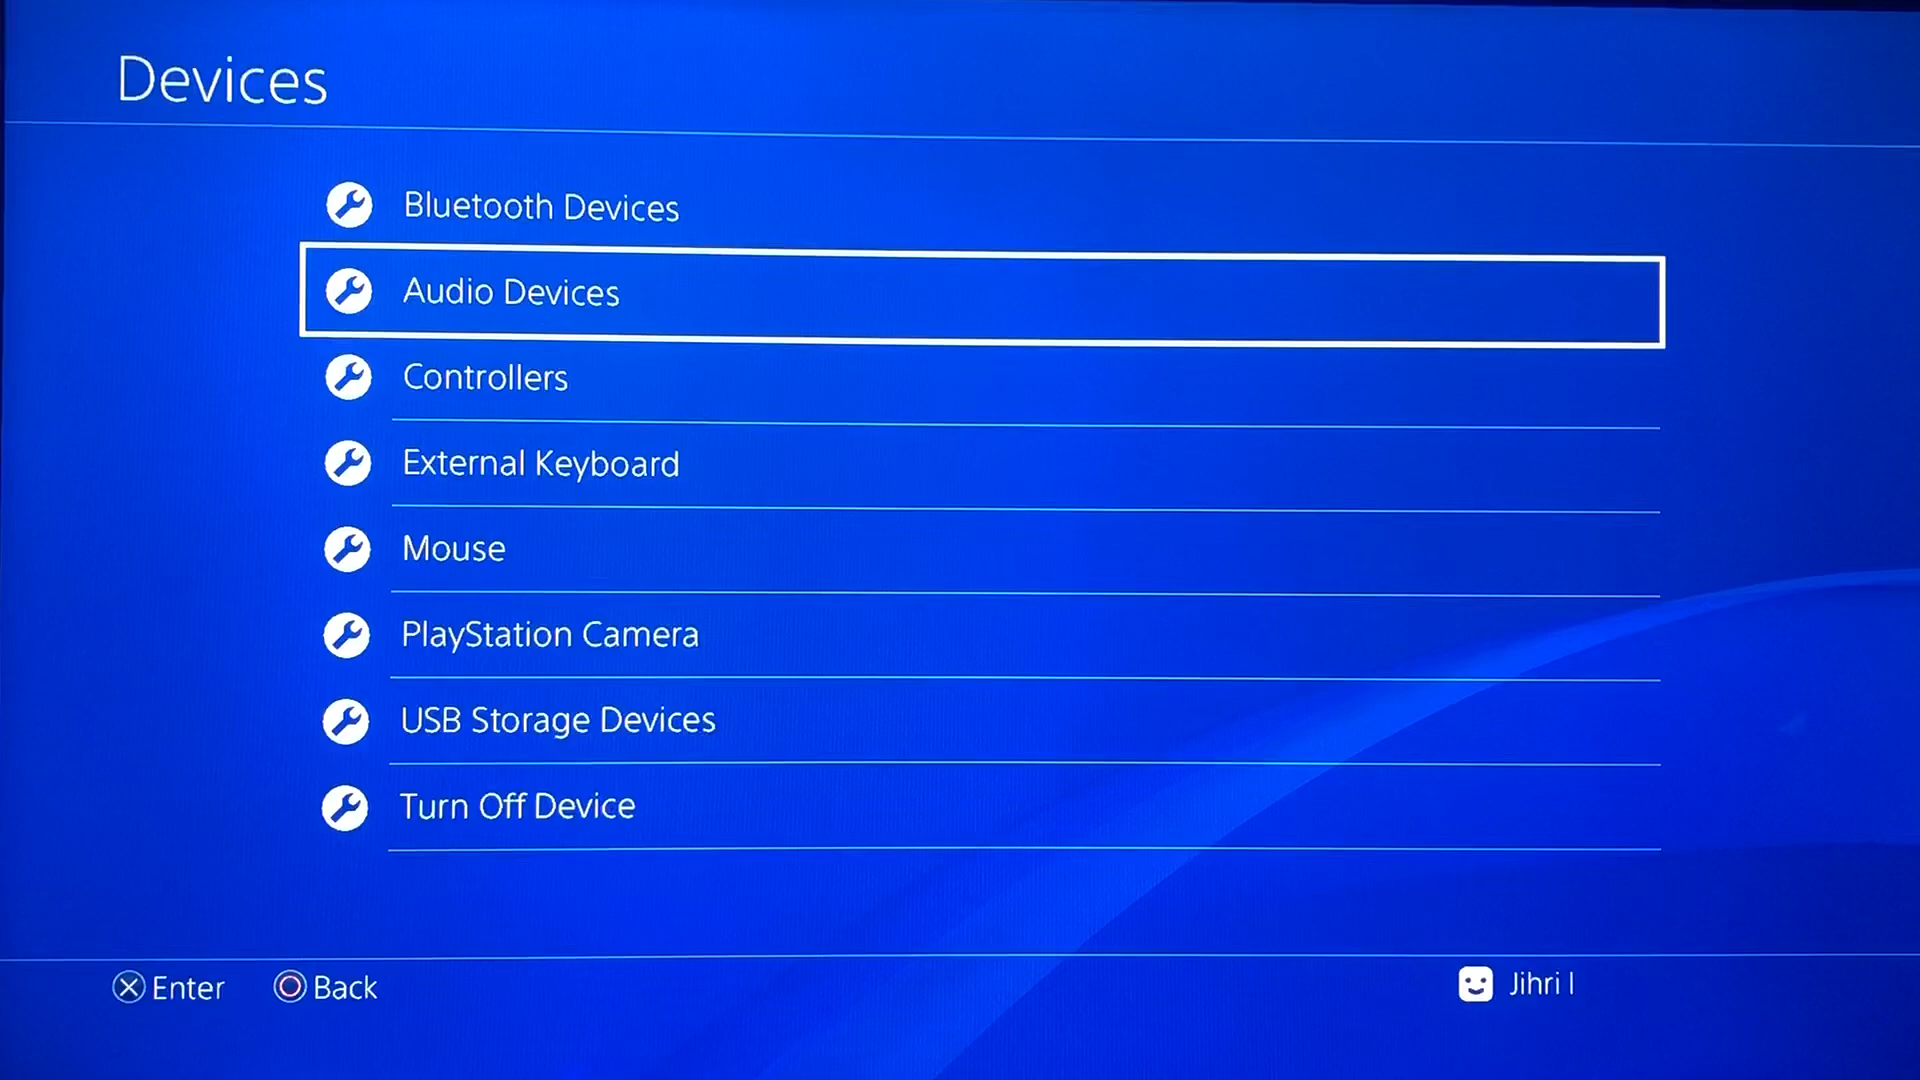 Devices
Bluetooth Devices
Audio Devices
Controllers
External Keyboard
Mouse
PlayStation Camera
USB Storage Devices
Turn Off Device
Enter
Back
Jihri I